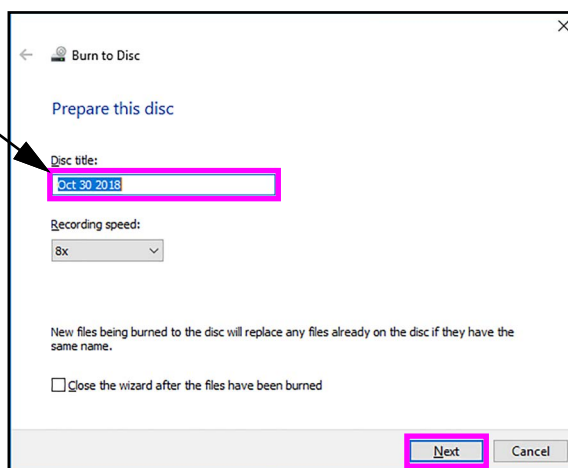 Burn to Disc
Prepare this disc
Disc title:
Oct 30 2018
Recording speed:
8x
New files being burned to the disc will replace any files already on the disc if they have the
same name.
Close the wizard after the files have been burned
Next Cancel